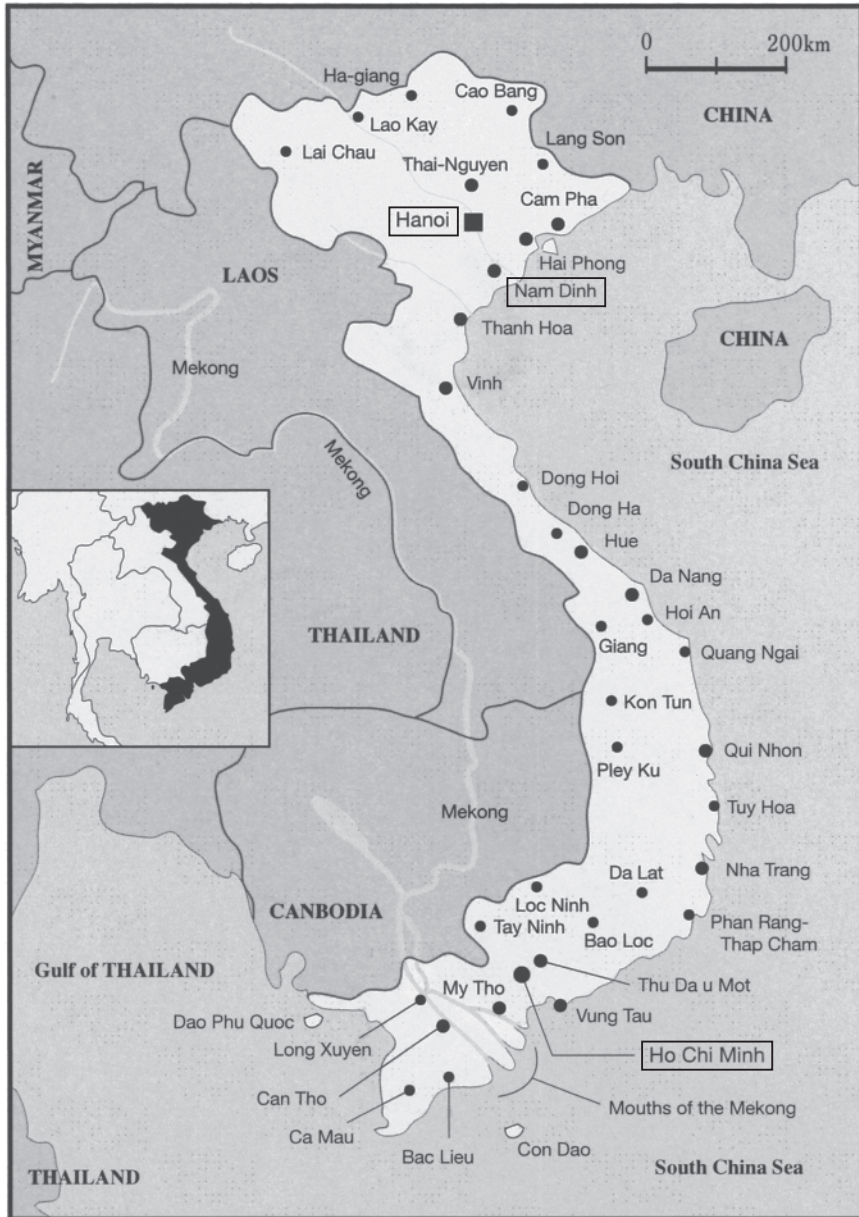 0 200km
Ha-giang
Cao Bang
CHINA
Lao Kay
Lang Son
Lai Chau
Thai-Nguyen
Cam Pha
Hanoi
MYANMAR
LAOS
Hai Phong
Nam Dinh
Thanh Hoa
CHINA
Mekong
Vinh
Mekong
South China Sea
Dong Hoi
Dong Ha
Hue
Da Nang
Hoi An
THAILAND
Giang
Quang Ngai
Kon Tun
Qui Nhon
Pley Ku
Mekong
Tuy Hoa
Da Lat
Nha Trang
Loc Ninh
CANBODIA
Tay Ninh
Bao Loc
Phan Rang-
Thap Cham
Gulf of THAILAND
My Tho
Thu Da u Mot
Dao Phu Quoc
Vung Tau
Long Xuyen
Ho Chi Minh
Can Tho
Mouths of the Mekong
Ca Mau
Bac Lieu
Con Dao
THAILAND
South China Sea